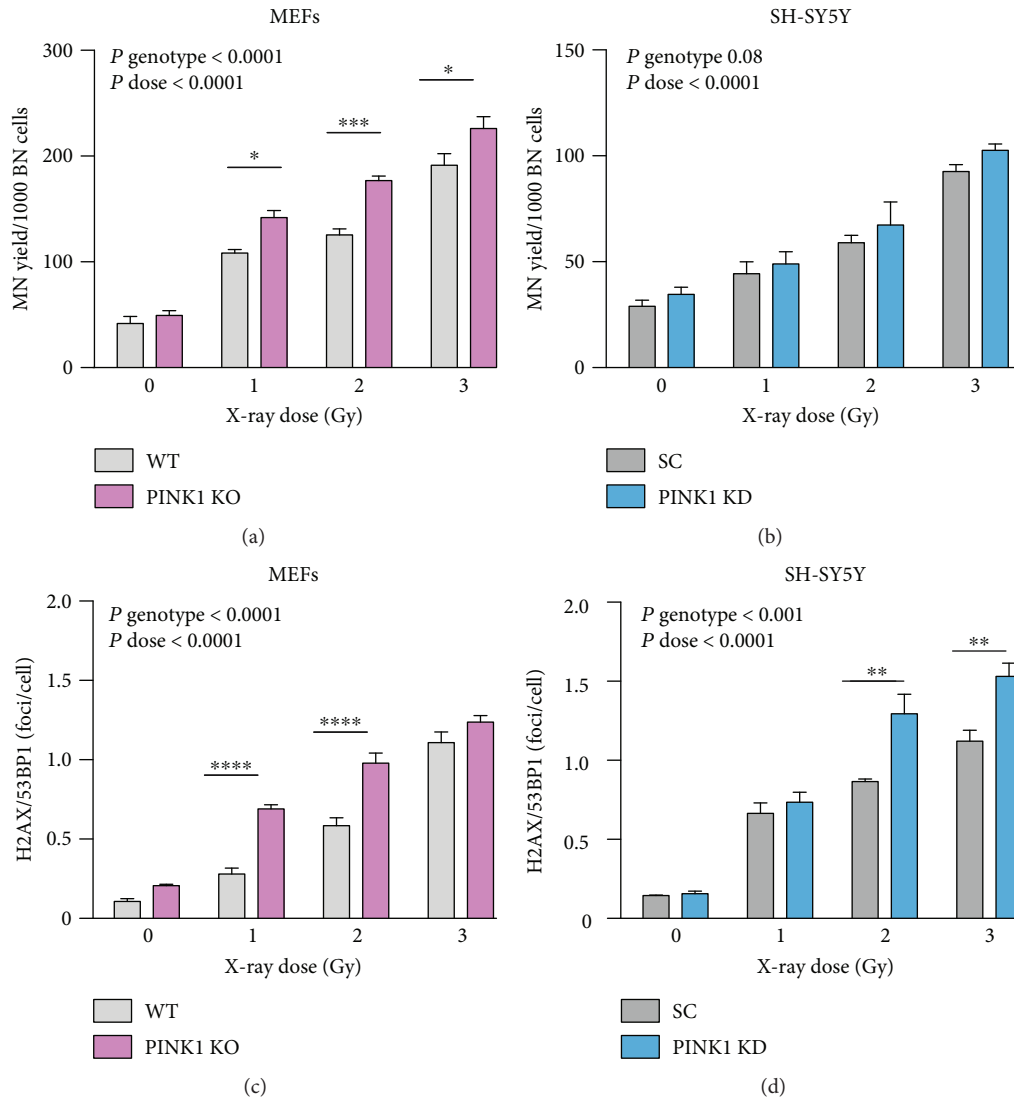 MEFs
P genotype < 0.0001
P dose < 0.0001
MN yield/1000 BN cells
300
200
100
0
*
***
*
0 1 2 3
X-ray dose (Gy)
WT
PINK1 KO
(a)
SH-SY5Y
P genotype 0.08
P dose < 0.0001
MN yield/1000 BN cells
150
100
50
0
0 1 2 3
X-ray dose (Gy)
SC
PINK1 KD
(b)
MEFs
P genotype < 0.0001
P dose < 0.0001
H2AX/53BP1 (foci/cell)
2.0
1.5
1.0
0.5
0
****
****
0 1 2 3
X-ray dose (Gy)
WT
PINK1 KO
(c)
SH-SY5Y
P genotype < 0.001
P dose < 0.0001
H2AX/53BP1 (foci/cell)
2.0
1.5
1.0
0.5
0
**
**
0 1 2 3
X-ray dose (Gy)
SC
PINK1 KD
(d)